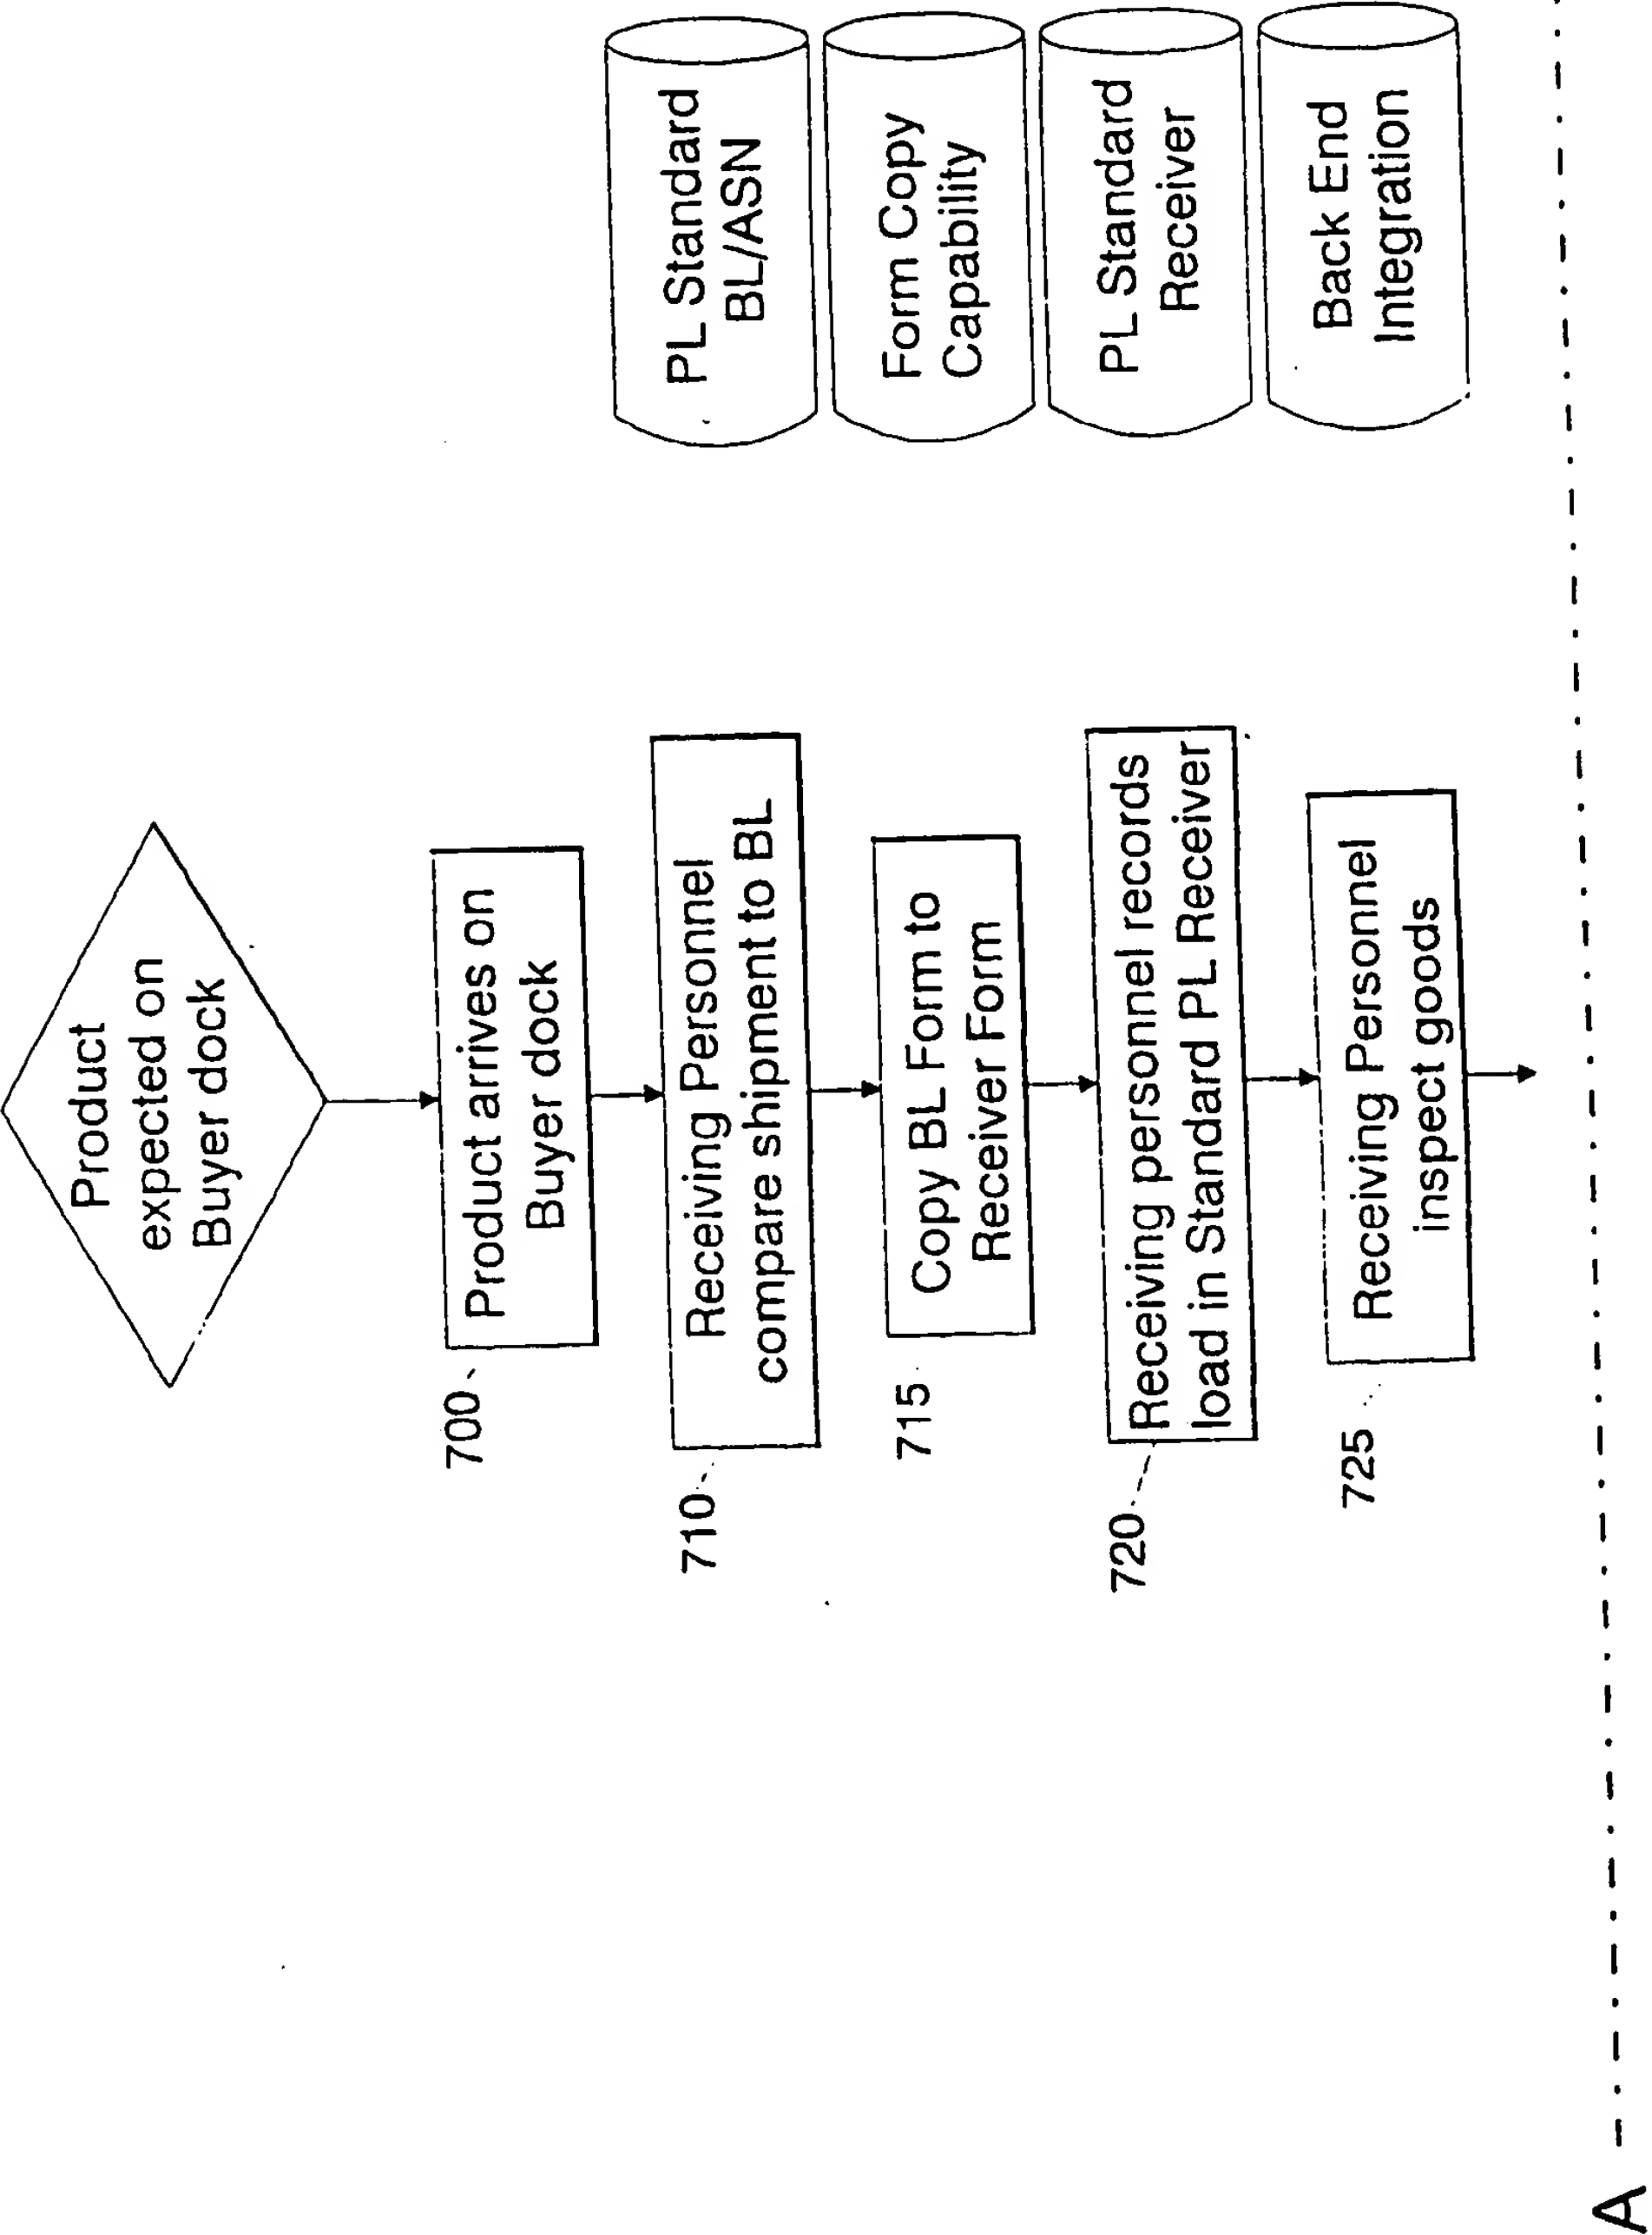 Product
expected on
Buyer dock
700
Product arrives on
Buyer dock
710
Receiving Personnel
compare shipment to BL
715
Copy BL Form to
Receiver Form
720
Receiving personnel records
load in Standard PL Receiver
725
Receiving Personnel
inspect goods
PL Standard
BL/ASN
Form Copy
Capability
PL Standard
Receiver
Back End
Integration
A